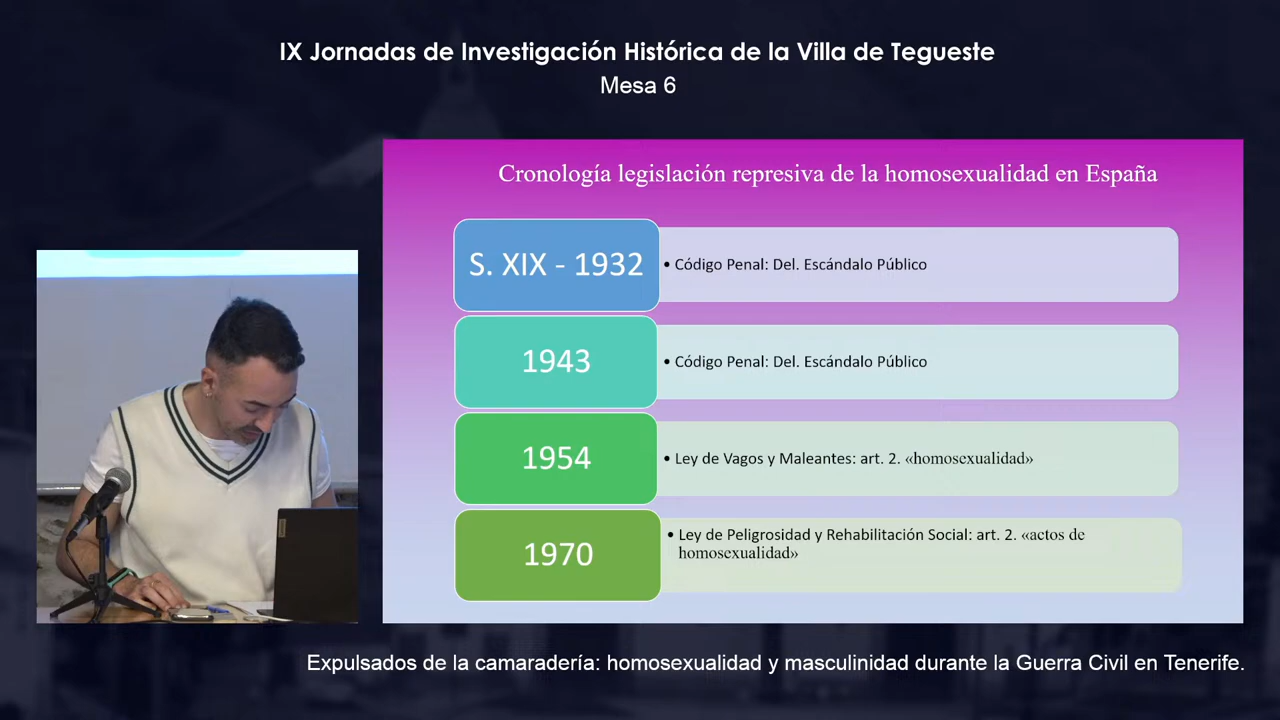 IX Jornadas de Investigación Histórica de la Villa de Tegueste
Mesa 6
Cronología legislación represiva de la homosexualidad en España
S. XIX - 1932
• Código Penal: Del. Escándalo Público
1943
• Código Penal: Del. Escándalo Público
1954
• Ley de Vagos y Maleantes: art. 2. «homosexualidad»
1970
• Ley de Peligrosidad y Rehabilitación Social: art. 2. «actos de
homosexualidad»
Expulsados de la camaradería: homosexualidad y masculinidad durante la Guerra Civil en Tenerife.